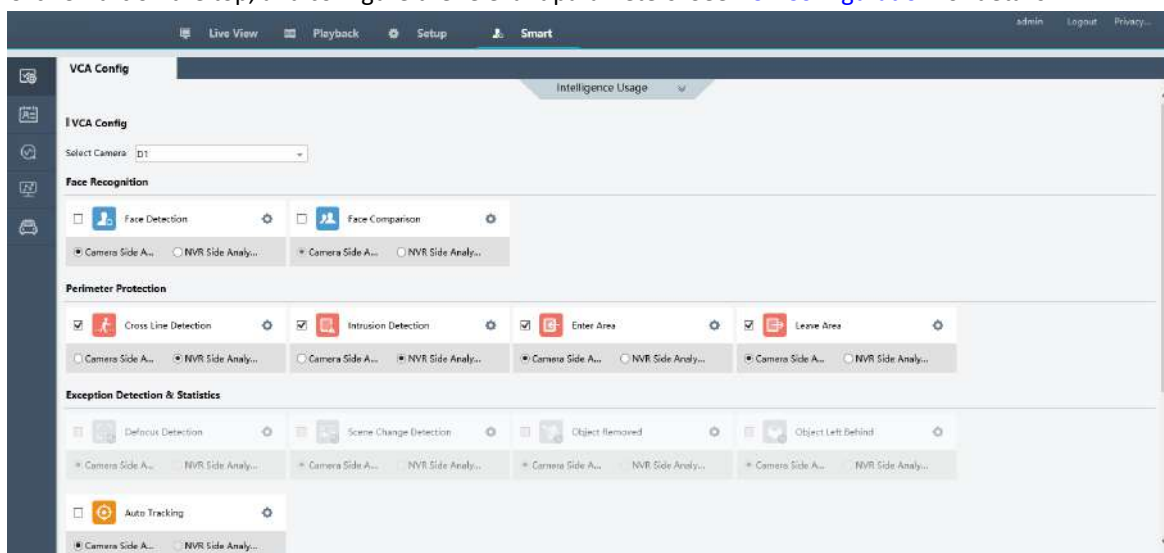 admin Logout Privacy...
Live View Playback Setup Smart
VCA Config
Intelligence Usage
VCA Config
Select Camera D1
Face Recognition
Face Detection Face Comparison
Camera Side A... NVR Side Analy... Camera Side A... NVR Side Analy...
Perimeter Protection
Cross Line Detection Intrusion Detection Enter Area Leave Area
Camera Side A... NVR Side Analy... Camera Side A... NVR Side Analy... Camera Side A... NVR Side Analy... Camera Side A... NVR Side Analy...
Exception Detection & Statistics
Defocus Detection Scene Change Detection Object Removed Object Left Behind
Camera Side A... NVR Side Analy... Camera Side A... NVR Side Analy... Camera Side A... NVR Side Analy... Camera Side A... NVR Side Analy...
Auto Tracking
Camera Side A... NVR Side Analy...